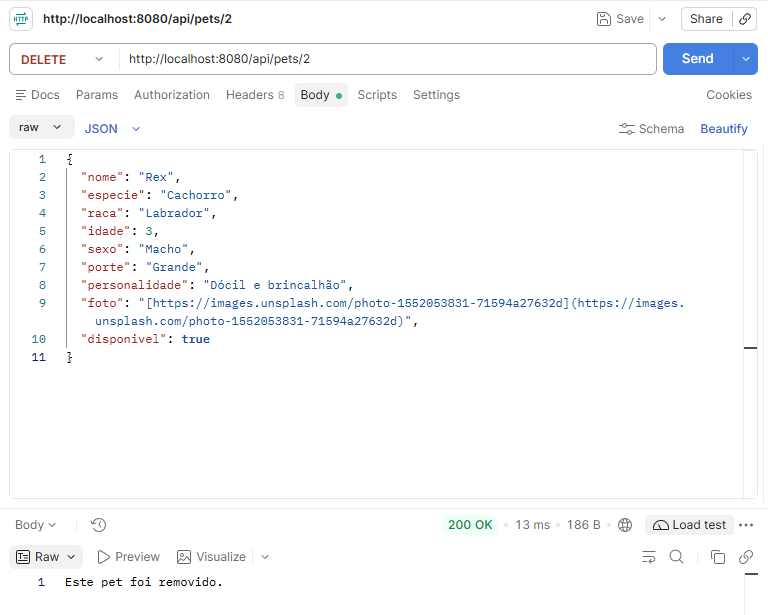 HTTP http://localhost:8080/api/pets/2 Save Share
DELETE http://localhost:8080/api/pets/2 Send
Docs Params Authorization Headers 8 Body Scripts Settings Cookies
raw JSON Schema Beautify
1 {
2 "nome": "Rex",
3 "especie": "Cachorro",
4 "raca": "Labrador",
5 "idade": 3,
6 "sexo": "Macho",
7 "porte": "Grande",
8 "personalidade": "Dócil e brincalhão",
9 "foto": "[https://images.unsplash.com/photo-1552053831-71594a27632d](https://images.
unsplash.com/photo-1552053831-71594a27632d)",
10 "disponivel": true
11 }
Body 200 OK • 13 ms • 186 B • Load test
Raw Preview Visualize
1 Este pet foi removido.